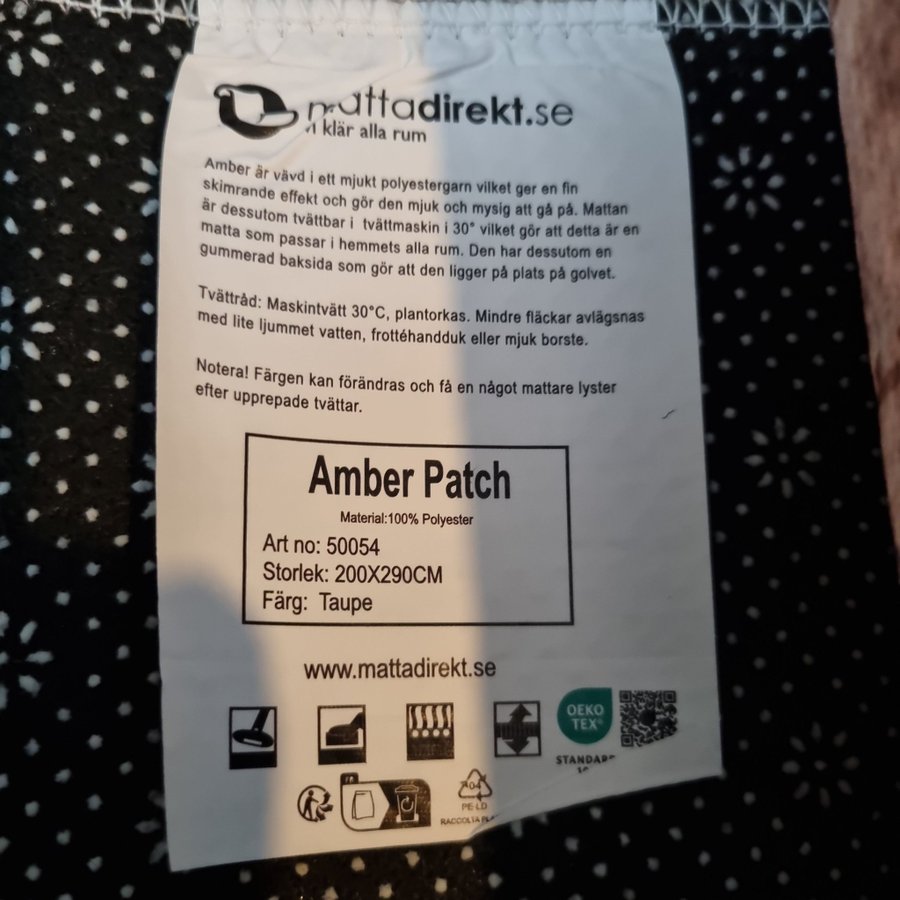 mattadirekt.se
vi klär alla rum
Amber är vävd i ett mjukt polyestergarn vilket ger en fin
skimrande effekt och gör den mjuk och mysig att gå på. Mattan
är dessutom tvättbar i tvättmaskin i 30° vilket gör att detta är en
matta som passar i hemmets alla rum. Den har dessutom en
gummerad baksida som gör att den ligger på plats på golvet.
Tvättråd: Maskintvätt 30°C, plantorkas. Mindre fläckar avlägsnas
med lite ljummet vatten, frottéhandduk eller mjuk borste.
Notera! Färgen kan förändras och få en något mattare lyster
efter upprepade tvättar.
Amber Patch
Material:100% Polyester
Art no: 50054
Storlek: 200X290CM
Färg: Taupe
www.mattadirekt.se
OEKO
TEX®
STANDARD
FR
04
PE-LD
RACCOLTA